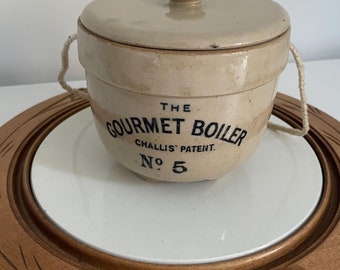 THE
GOURMET BOILER
CHALLIS' PATENT.
No 5